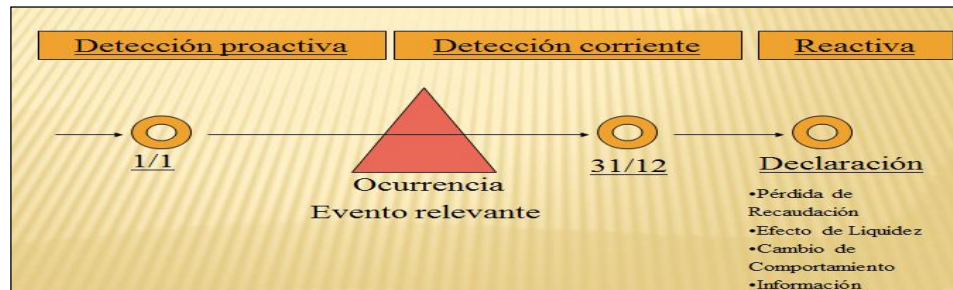 Detección proactiva
Detección corriente
Reactiva
1/1
Ocurrencia
Evento relevante
31/12
Declaración
•Pérdida de
Recaudación
•Efecto de Liquidez
•Cambio de
Comportamiento
•Información